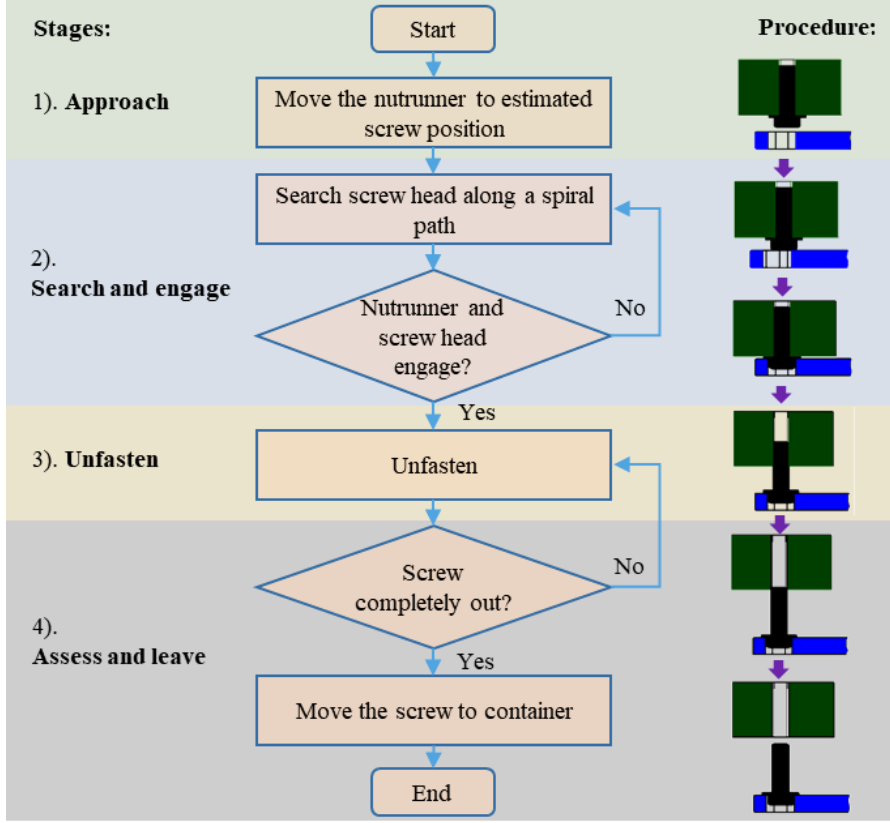 Stages:
Start
Procedure:
1). Approach
Move the nutrunner to estimated
screw position
Search screw head along a spiral
path
2).
Search and engage
Nutrunner and
screw head
engage?
No
Yes
3). Unfasten
Unfasten
Screw
completely out?
No
4).
Assess and leave
Yes
Move the screw to container
End